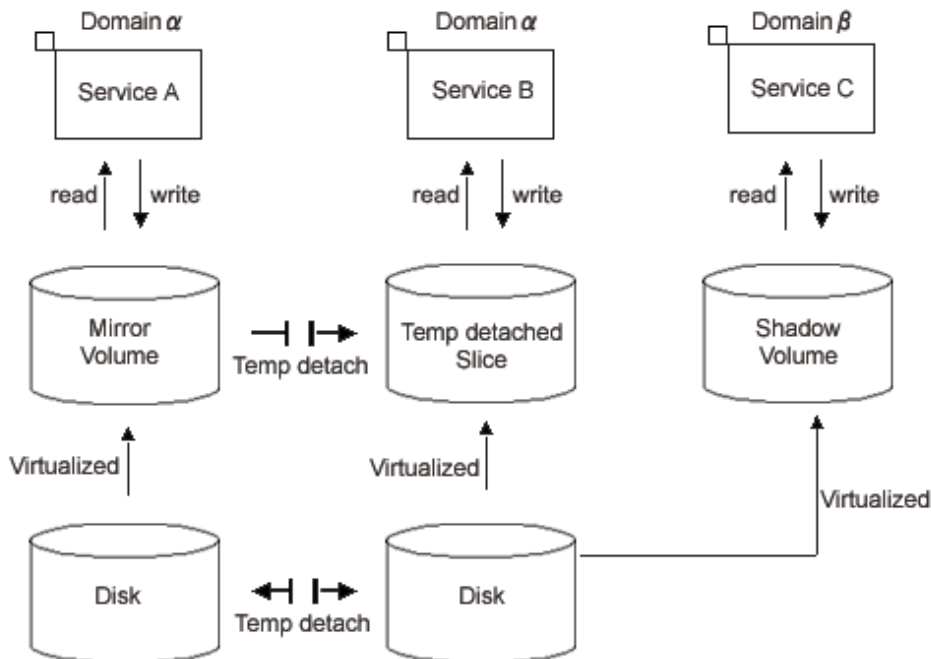 Domain α
Domain α
Domain β
Service A
Service B
Service C
read
write
read
write
read
write
Mirror
Volume
Temp detach
Temp detached
Slice
Shadow
Volume
Virtualized
Virtualized
Virtualized
Disk
Temp detach
Disk